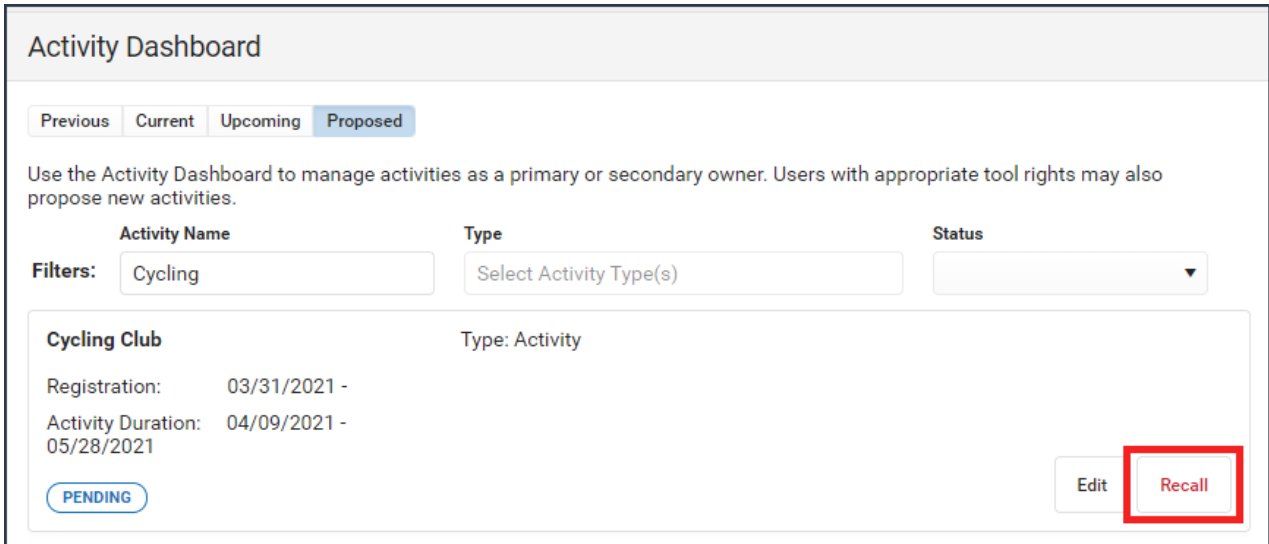 Activity Dashboard
Previous Current Upcoming Proposed
Use the Activity Dashboard to manage activities as a primary or secondary owner. Users with appropriate tool rights may also
propose new activities.
Activity Name Type Status
Filters: Cycling Select Activity Type(s)
Cycling Club Type: Activity
Registration: 03/31/2021 -
Activity Duration: 04/09/2021 -
05/28/2021
PENDING Edit Recall